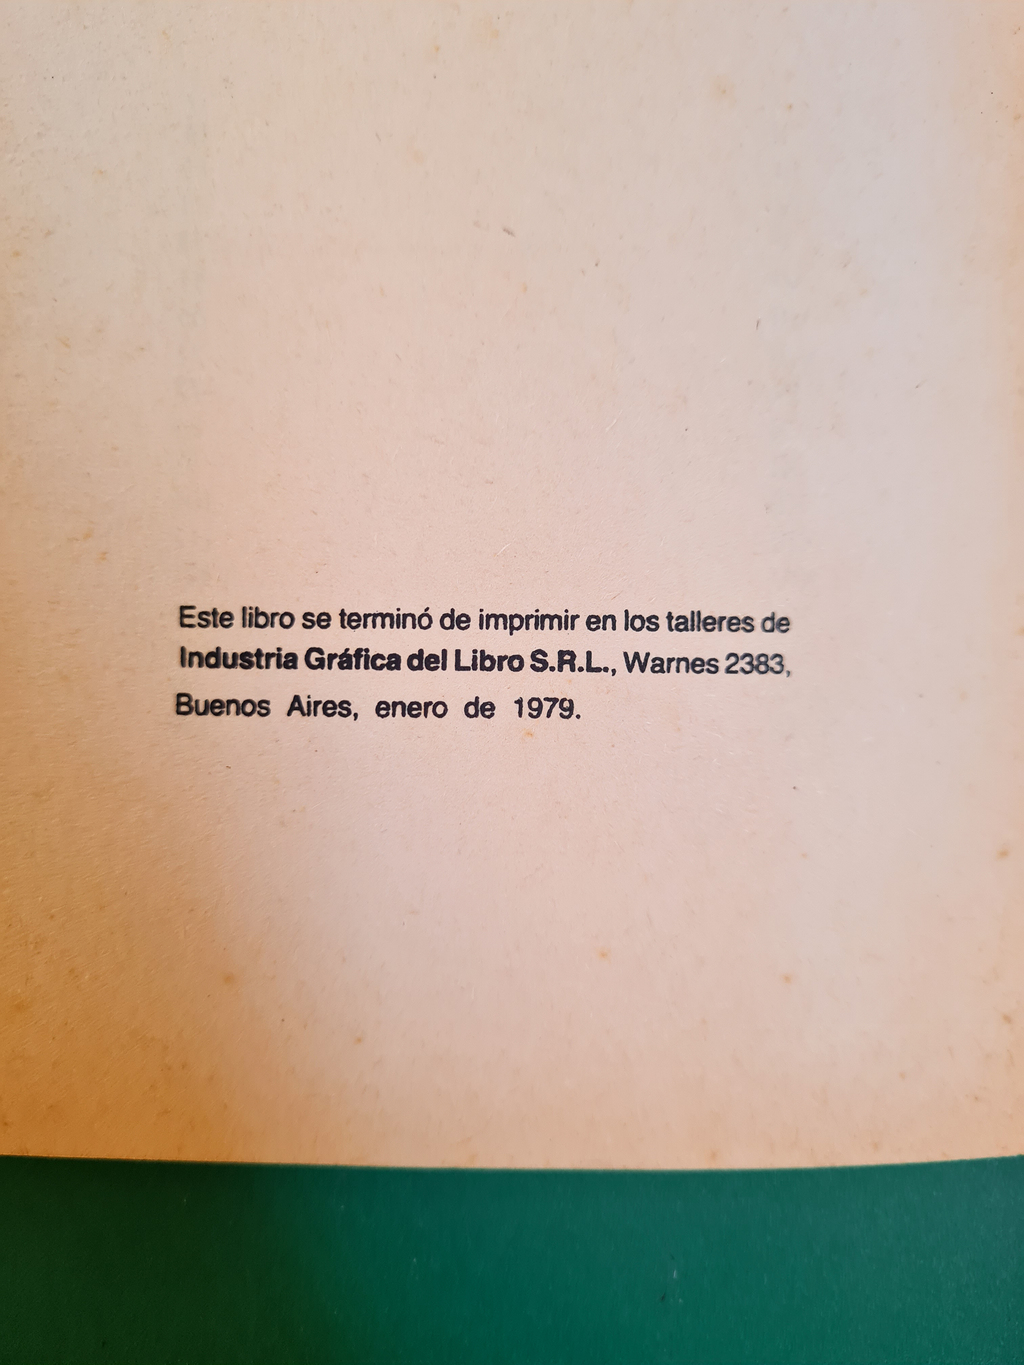 Este libro se terminó de imprimir en los talleres de
Industria Gráfica del Libro S.R.L., Warnes 2383,
Buenos Aires, enero de 1979.